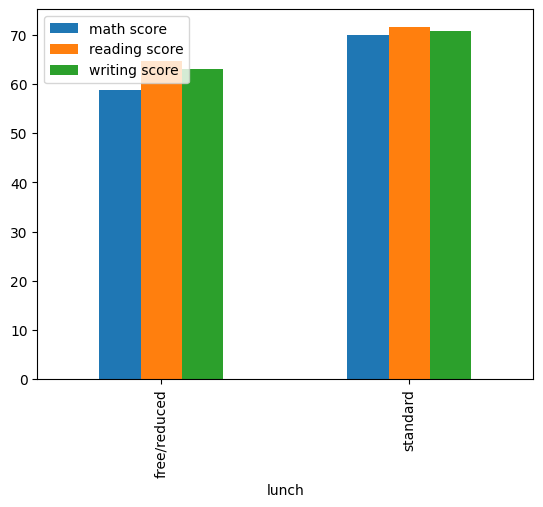 math score
reading score
writing score
70
60
50
40
30
20
10
0
free/reduced
standard
lunch